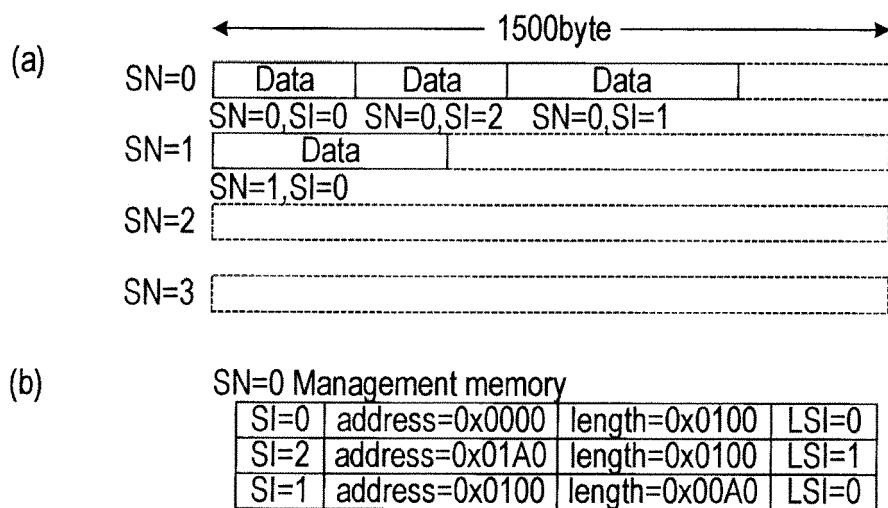 1500byte
(a)
SN=0 Data Data Data
SN=0,SI=0 SN=0,SI=2 SN=0,SI=1
SN=1 Data
SN=1,SI=0
SN=2
SN=3
(b) SN=0 Management memory
SI=0 address=0x0000 length=0x0100 LSI=0
SI=2 address=0x01A0 length=0x0100 LSI=1
SI=1 address=0x0100 length=0x00A0 LSI=0